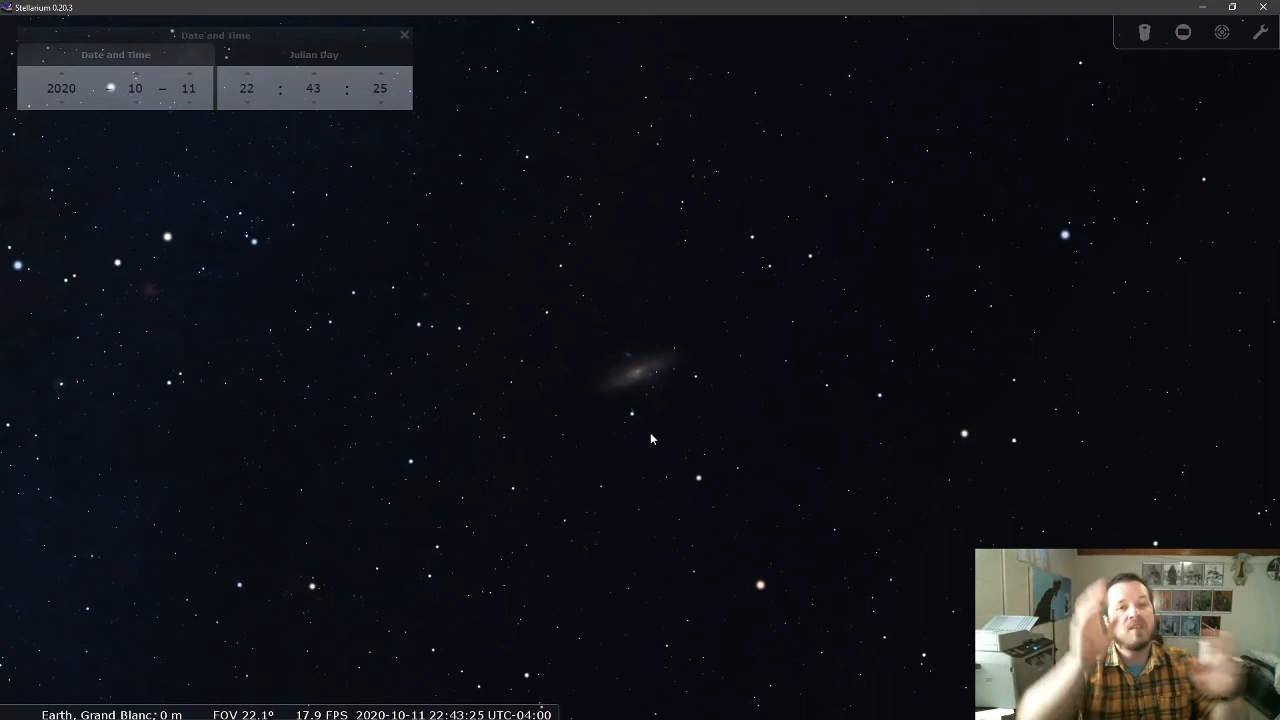 Stellarium 0.20.3
Date and Time
Date and Time
Julian Day
2020 - 10 - 11
22 : 43 : 25
Earth, Grand Blanc, 0 m FOV 22.1° 17.9 FPS 2020-10-11 22:43:25 UTC-04:00